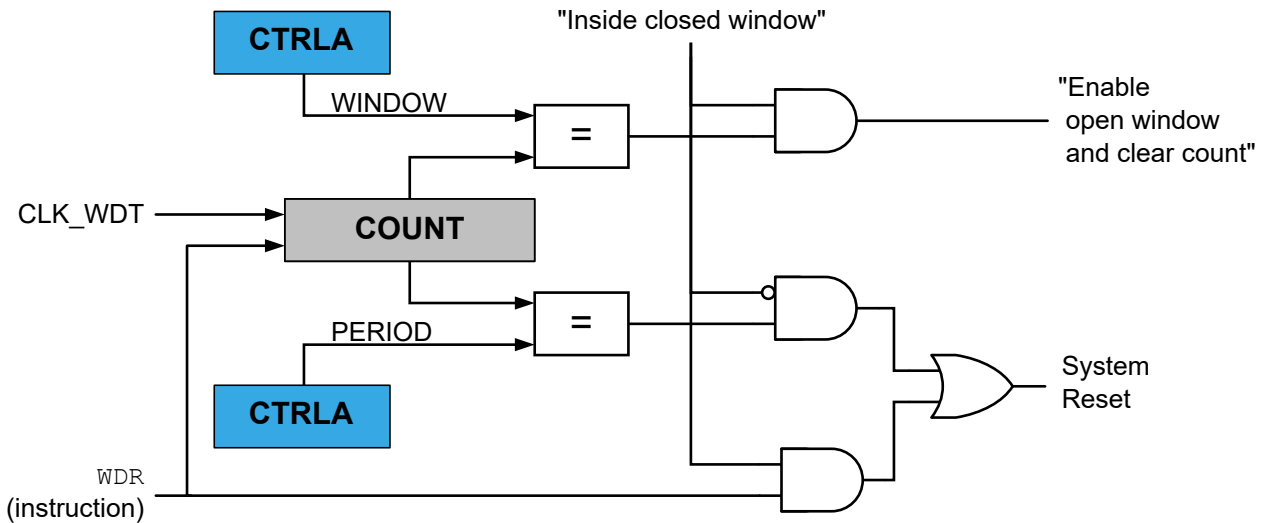 "Inside closed window"
CTRLA
WINDOW
=
"Enable
open window
and clear count"
CLK_WDT
COUNT
=
PERIOD
CTRLA
System
Reset
WDR
(instruction)